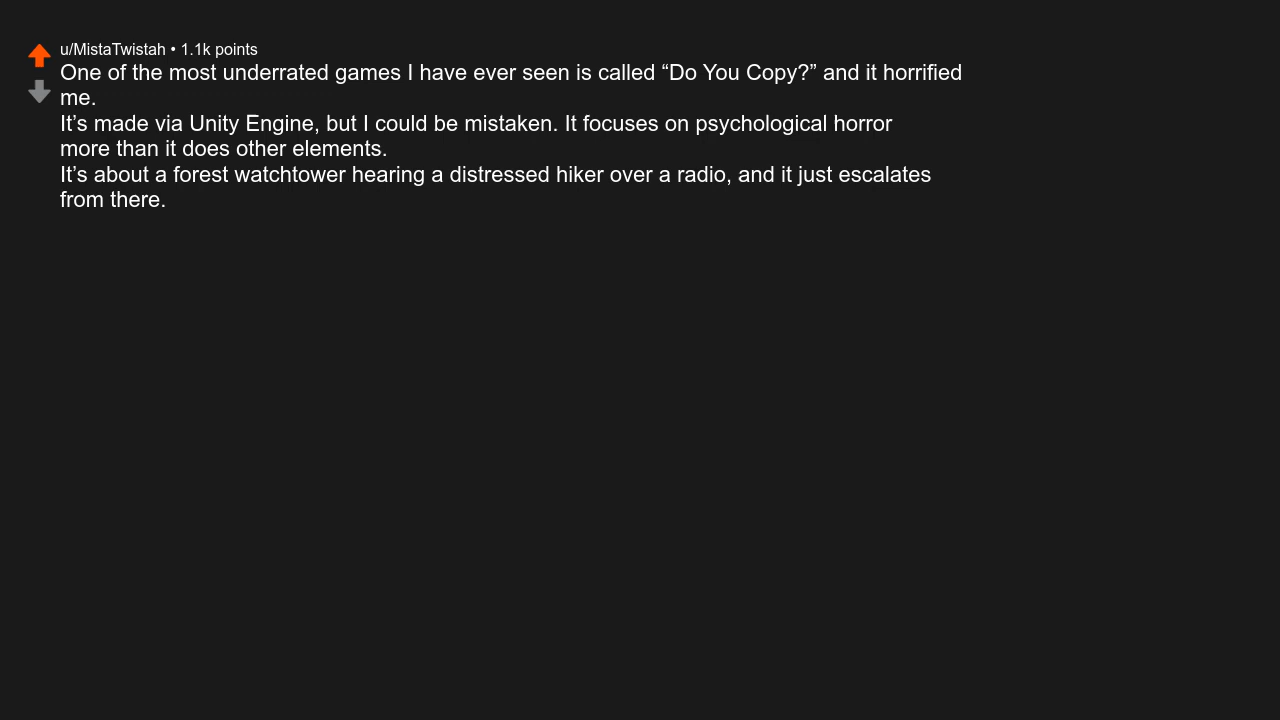 u/MistaTwistah • 1.1k points
One of the most underrated games I have ever seen is called “Do You Copy?” and it horrified
me.
It’s made via Unity Engine, but I could be mistaken. It focuses on psychological horror
more than it does other elements.
It’s about a forest watchtower hearing a distressed hiker over a radio, and it just escalates
from there.